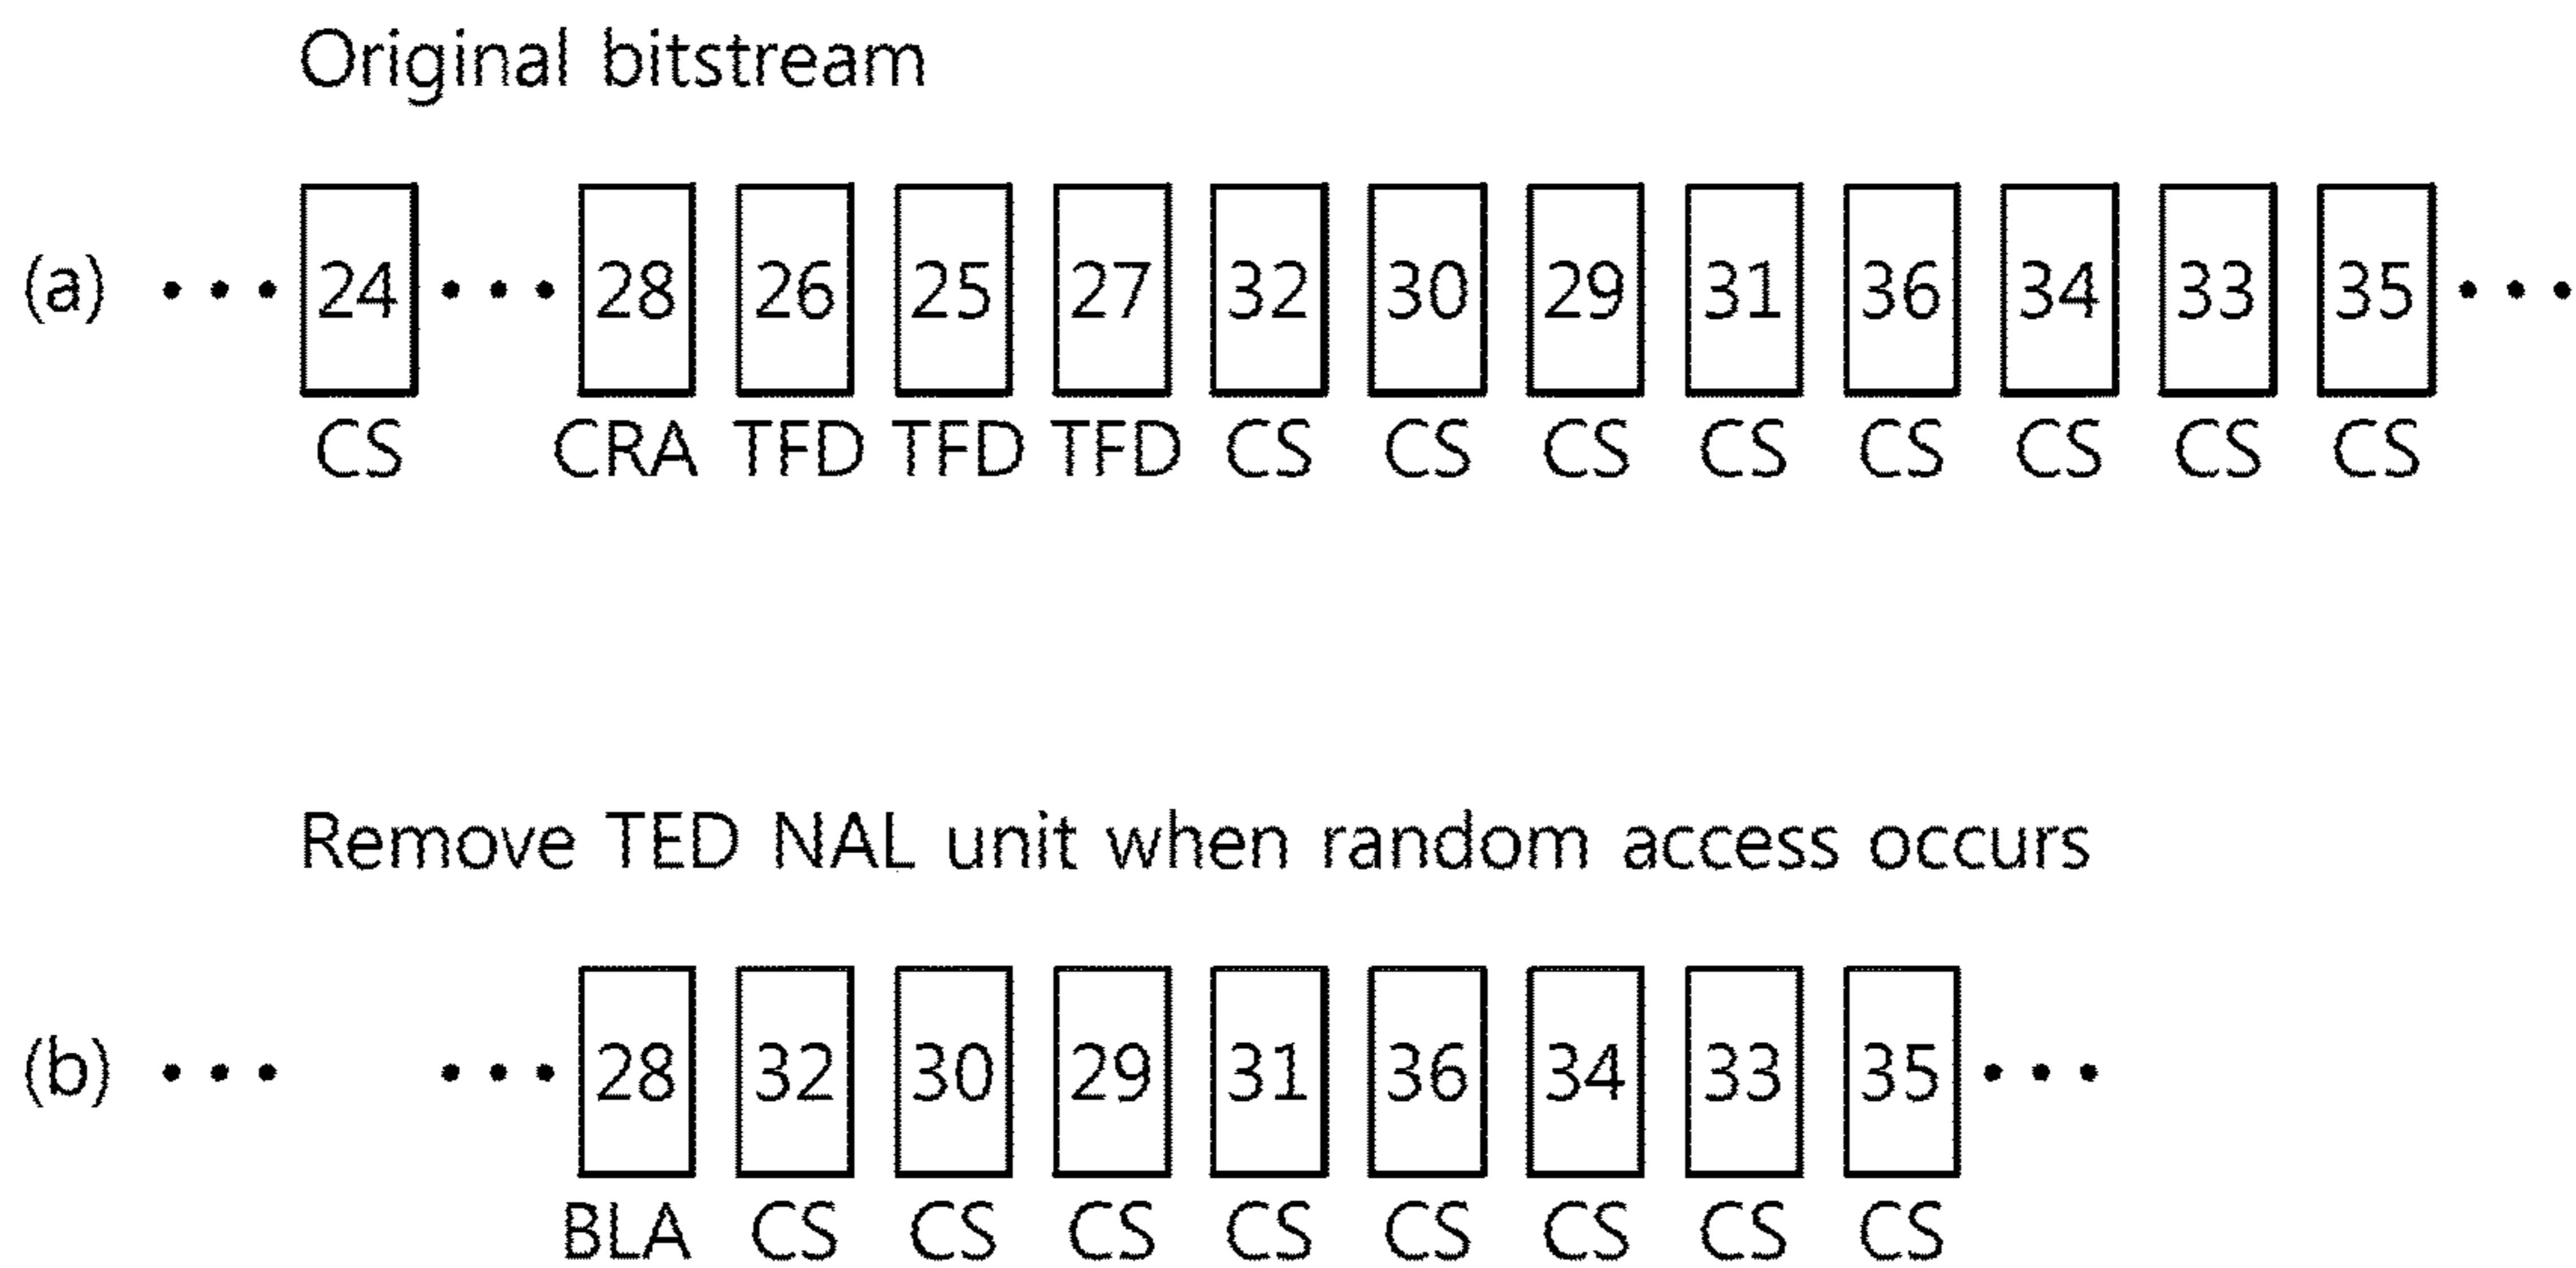 Original bitstream
(a) ••• 24 ••• 28 26 25 27 32 30 29 31 36 34 33 35 •••
CS CRA TFD TFD TFD CS CS CS CS CS CS CS CS
Remove TED NAL unit when random access occurs
(b) ••• ••• 28 32 30 29 31 36 34 33 35 •••
BLA CS CS CS CS CS CS CS CS